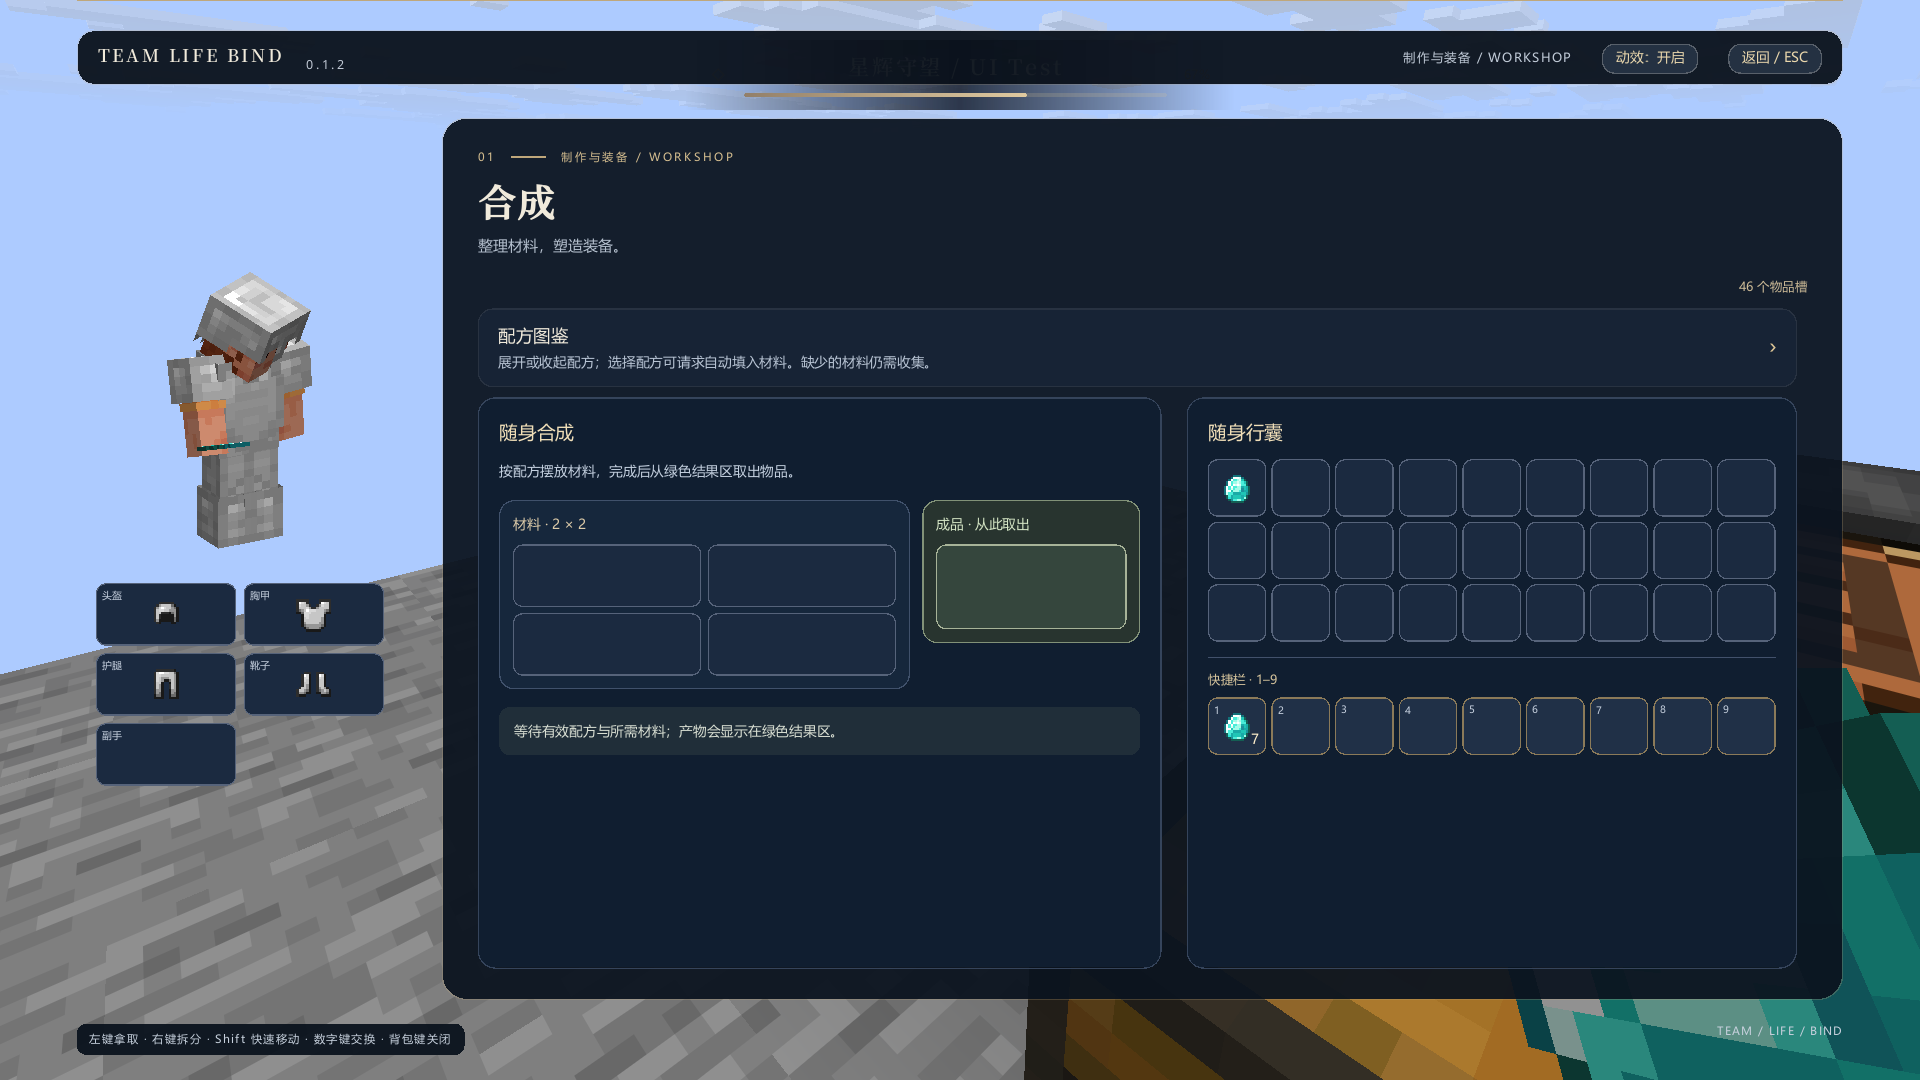 TEAM LIFE BIND
0.1.2
星辉守望 / UI Test
制作与装备 / WORKSHOP
动效：开启
返回 / ESC
01
制作与装备 / WORKSHOP
合成
整理材料，塑造装备。
46 个物品槽
配方图鉴
展开或收起配方；选择配方可请求自动填入材料。缺少的材料仍需收集。
›
随身合成
按配方摆放材料，完成后从绿色结果区取出物品。
材料 · 2 × 2
成品 · 从此取出
等待有效配方与所需材料；产物会显示在绿色结果区。
随身行囊
快捷栏 · 1–9
1
7
2
3
4
5
6
7
8
9
头盔
胸甲
护腿
靴子
副手
左键拿取 · 右键拆分 · Shift 快速移动 · 数字键交换 · 背包键关闭
TEAM / LIFE / BIND